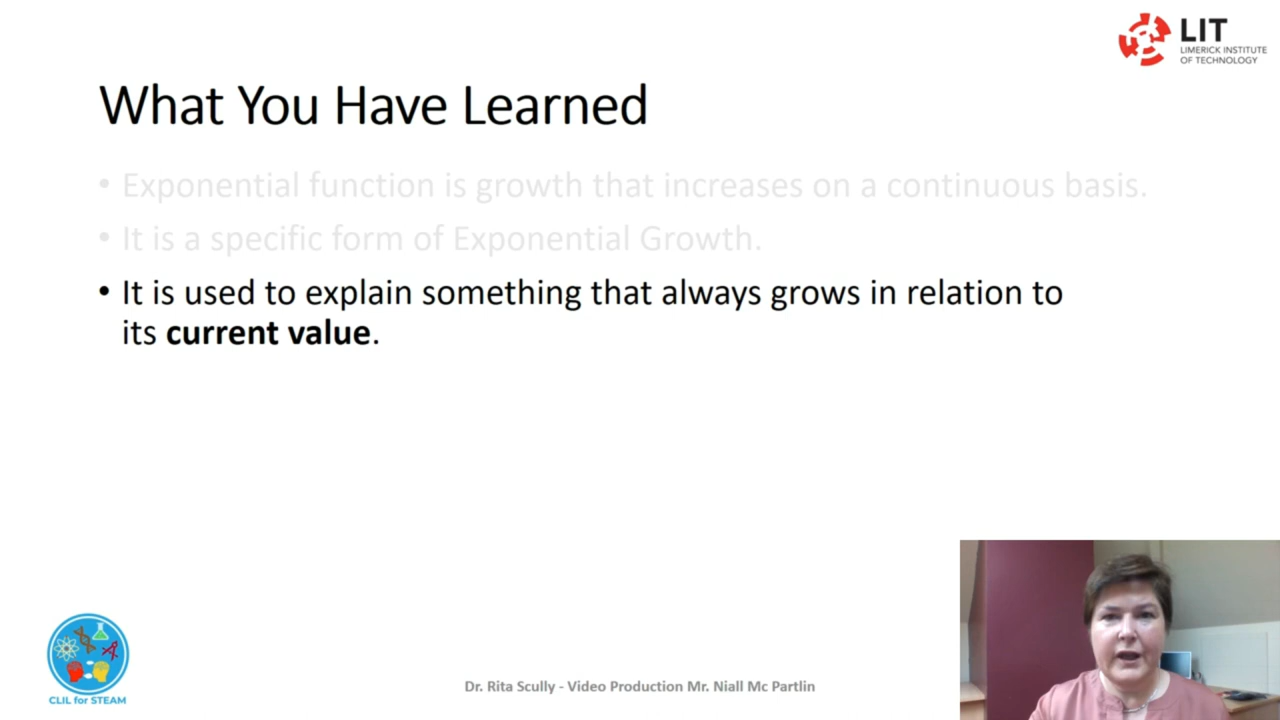 LIT
LIMERICK INSTITUTE
OF TECHNOLOGY
What You Have Learned
• Exponential function is growth that increases on a continuous basis.
• It is a specific form of Exponential Growth.
• It is used to explain something that always grows in relation to
its current value.
CLIL for STEAM
Dr. Rita Scully - Video Production Mr. Niall Mc Partlin